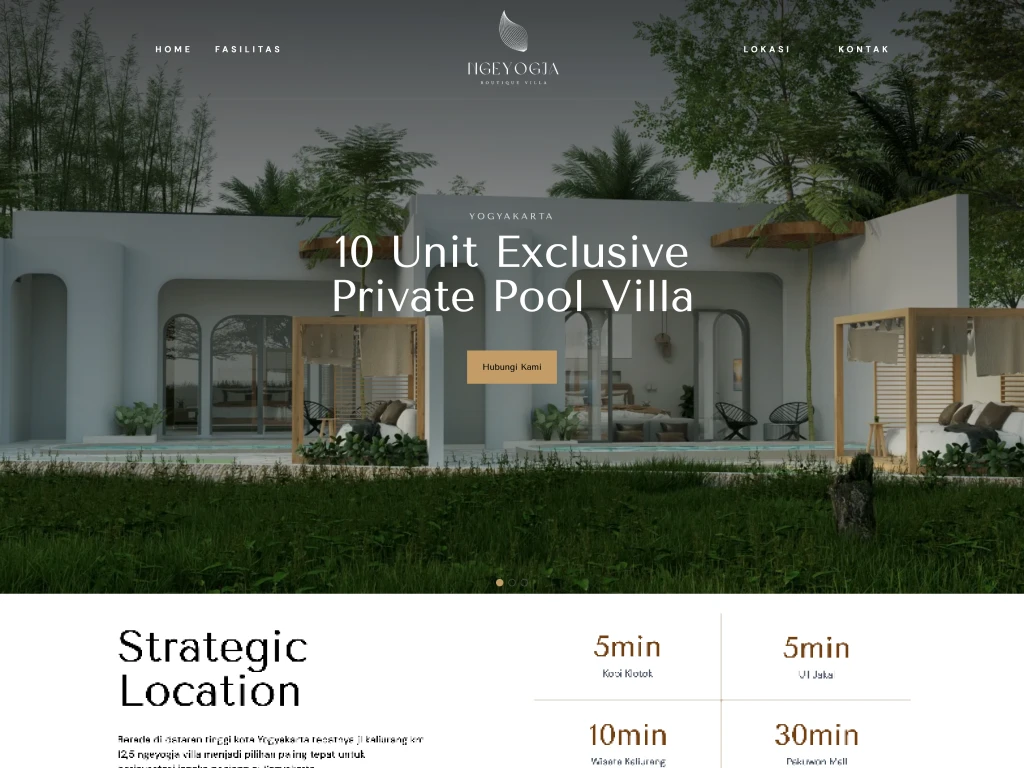 HOME FASILITAS
NGEYOGJA
BOUTIQUE VILLA
LOKASI KONTAK
YOGYAKARTA
10 Unit Exclusive
Private Pool Villa
Hubungi Kami
Strategic
Location
Berada di dataran tinggi kota Yogyakarta tepatnya jl kaliurang km
12,5 ngeyogja villa menjadi pilihan paling tepat untuk
5min
Kopi Klotok
5min
UII Jakal
10min
Wisata Kaliurang
30min
Pakuwon Mall